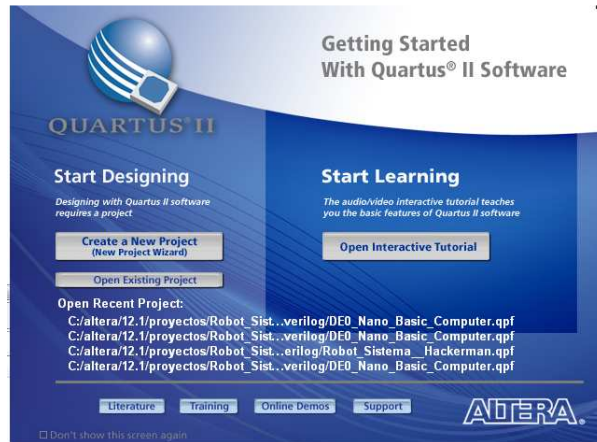 Getting Started
With Quartus® II Software
QUARTUS® II
Start Designing
Designing with Quartus II software
requires a project
Create a New Project
(New Project Wizard)
Open Existing Project
Start Learning
The audio/video interactive tutorial teaches
you the basic features of Quartus II software
Open Interactive Tutorial
Open Recent Project:
C:/altera/12.1/proyectos/Robot_Sist...verilog/DE0_Nano_Basic_Computer.qpf
C:/altera/12.1/proyectos/Robot_Sist...verilog/DE0_Nano_Basic_Computer.qpf
C:/altera/12.1/proyectos/Robot_Sist...erilog/Robot_Sistema__Hackerman.qpf
C:/altera/12.1/proyectos/Robot_Sist...verilog/DE0_Nano_Basic_Computer.qpf
Literature Training Online Demos Support
ALTERA®
Don't show this screen again